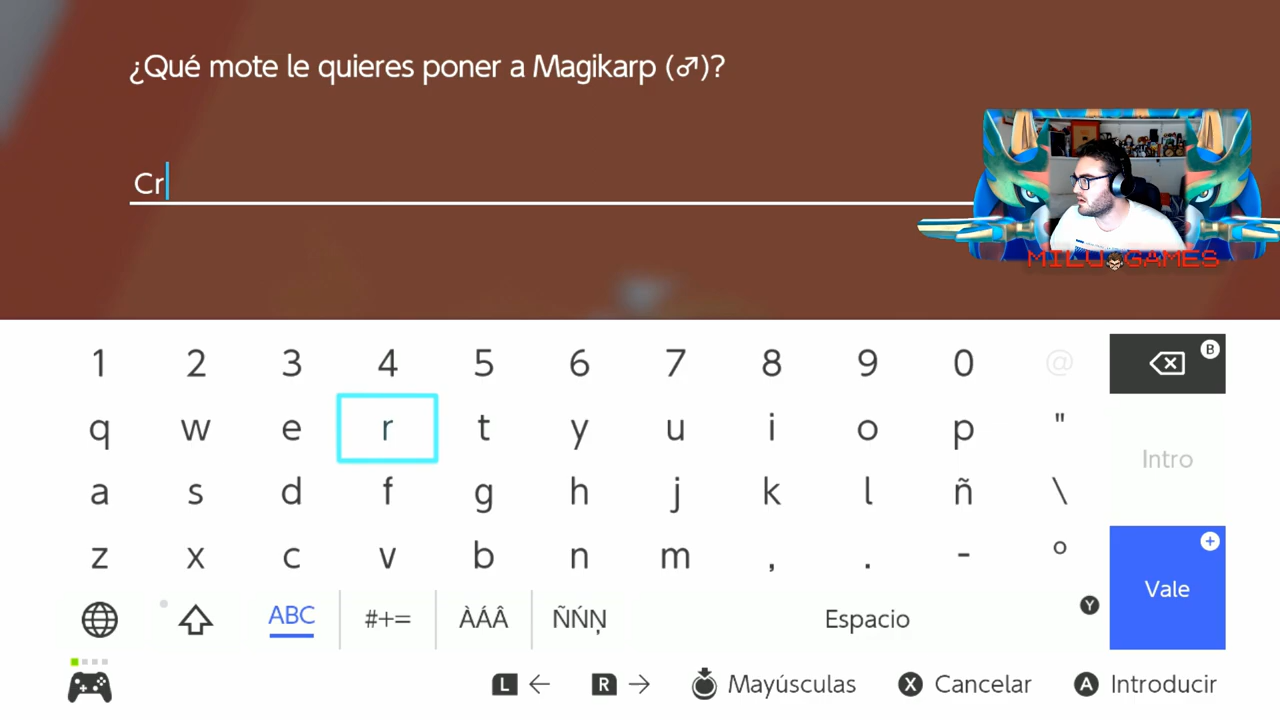 ¿Qué mote le quieres poner a Magikarp (♂)?
Cr
MILU GAMES
1 2 3 4 5 6 7 8 9 0 @ B
q w e r t y u i o p "
Intro
a s d f g h j k l ñ \
z x c v b n m , . - º
+ Vale
ABC #+= ÀÁÂ ÑŃŅ Espacio Y
L ← R → Mayúsculas X Cancelar A Introducir